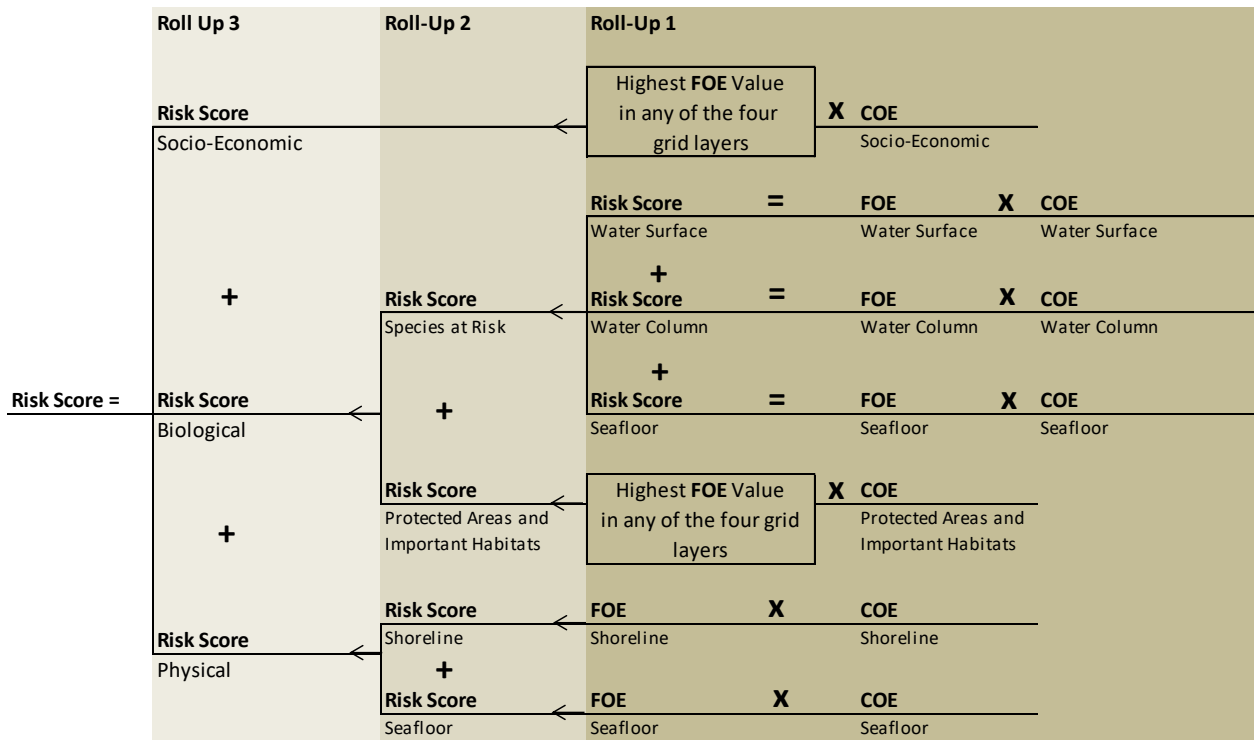 Roll Up 3 Roll-Up 2 Roll-Up 1
Highest FOE Value
in any of the four
grid layers
Risk Score X COE
Socio-Economic Socio-Economic
Risk Score = FOE X COE
Water Surface Water Surface Water Surface
+
+ Risk Score Risk Score = FOE X COE
Species at Risk Water Column Water Column Water Column
+
Risk Score = Risk Score + Risk Score = FOE X COE
Biological Seafloor Seafloor Seafloor
Risk Score Highest FOE Value X COE
Protected Areas and in any of the four grid Protected Areas and
+ Important Habitats layers Important Habitats
Risk Score FOE X COE
Shoreline Shoreline Shoreline
Risk Score
Physical +
Risk Score FOE X COE
Seafloor Seafloor Seafloor